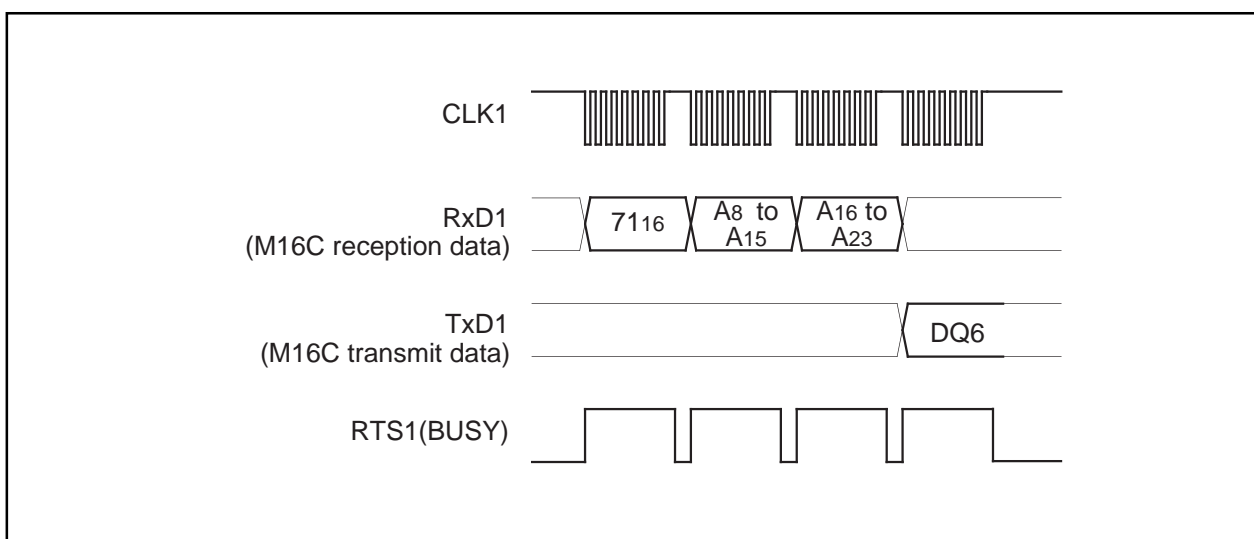 CLK1
RxD1
(M16C reception data)
7116
A8 to
A15
A16 to
A23
TxD1
(M16C transmit data)
DQ6
RTS1(BUSY)